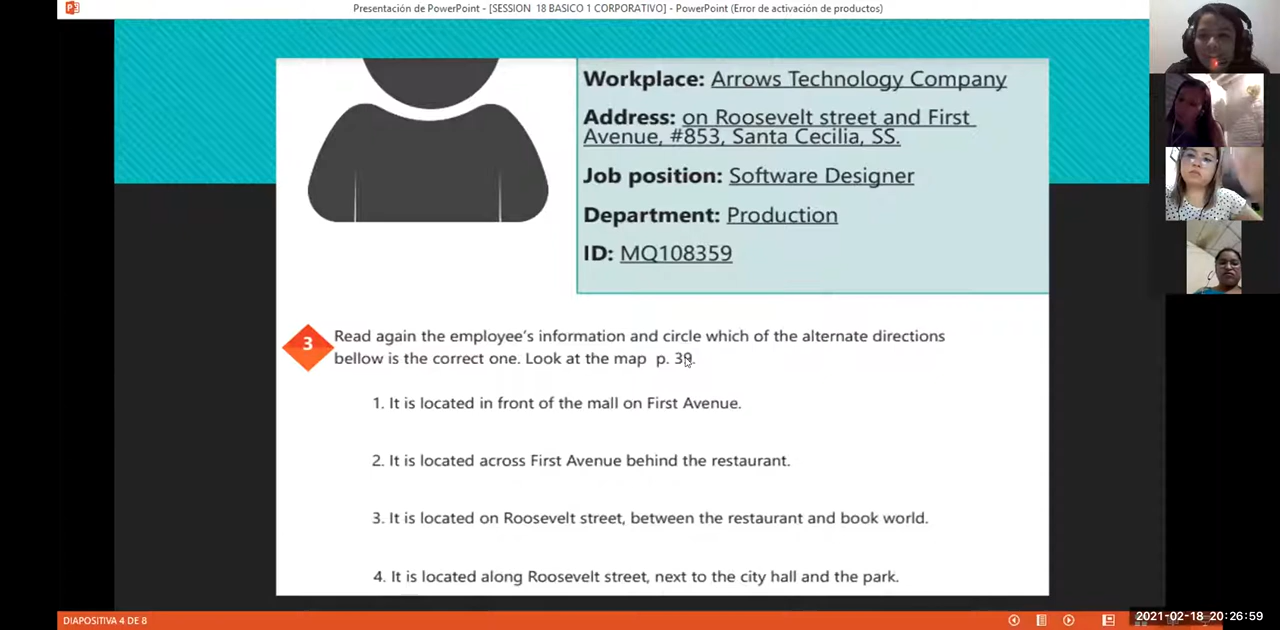 Presentación de PowerPoint - [SESSION 18 BASICO 1 CORPORATIVO] - PowerPoint (Error de activación de productos)
Workplace: Arrows Technology Company
Address: on Roosevelt street and First
Avenue, #853, Santa Cecilia, SS.
Job position: Software Designer
Department: Production
ID: MQ108359
3
Read again the employee's information and circle which of the alternate directions
bellow is the correct one. Look at the map p. 39.
1. It is located in front of the mall on First Avenue.
2. It is located across First Avenue behind the restaurant.
3. It is located on Roosevelt street, between the restaurant and book world.
4. It is located along Roosevelt street, next to the city hall and the park.
DIAPOSITIVA 4 DE 8
2021-02-18 20:26:59